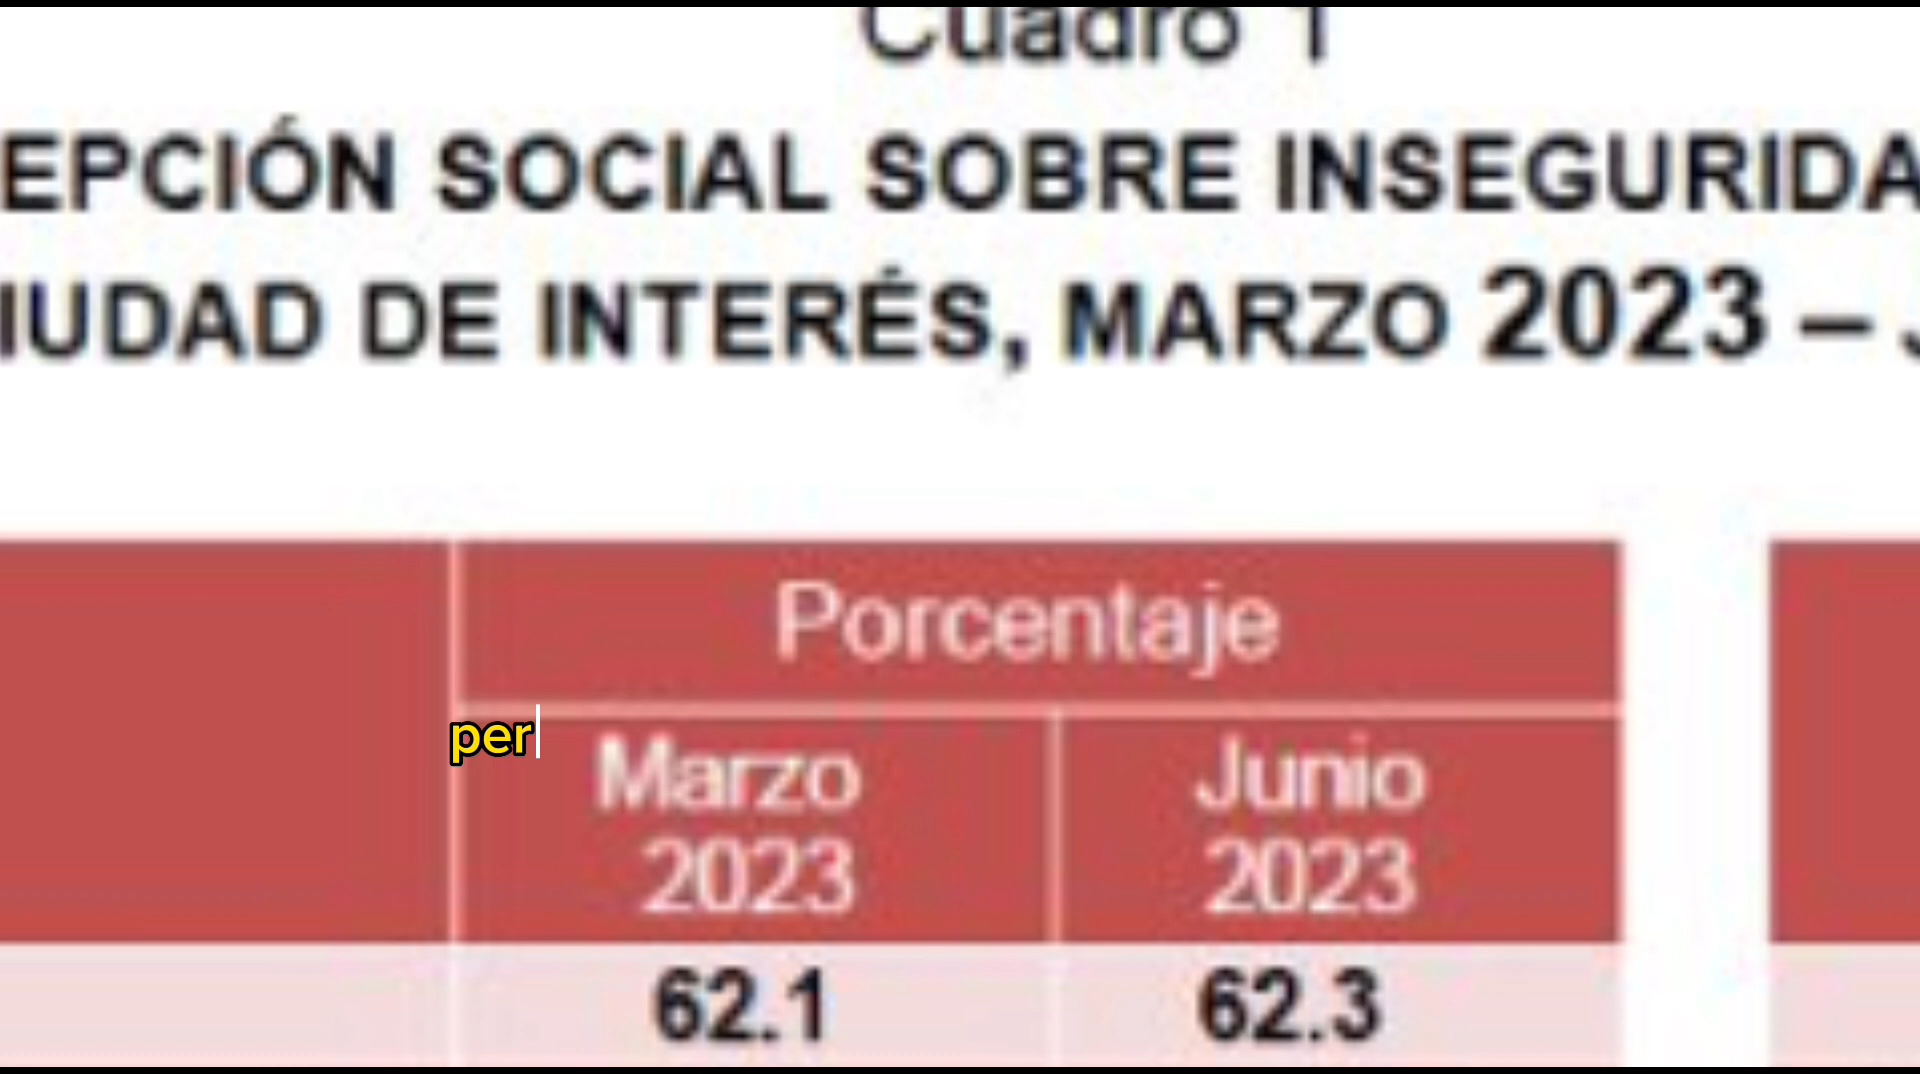 Cuadro 1
EPCIÓN SOCIAL SOBRE INSEGURIDA
IUDAD DE INTERÉS, MARZO 2023 –
Porcentaje
per
Marzo 2023
Junio 2023
62.1
62.3